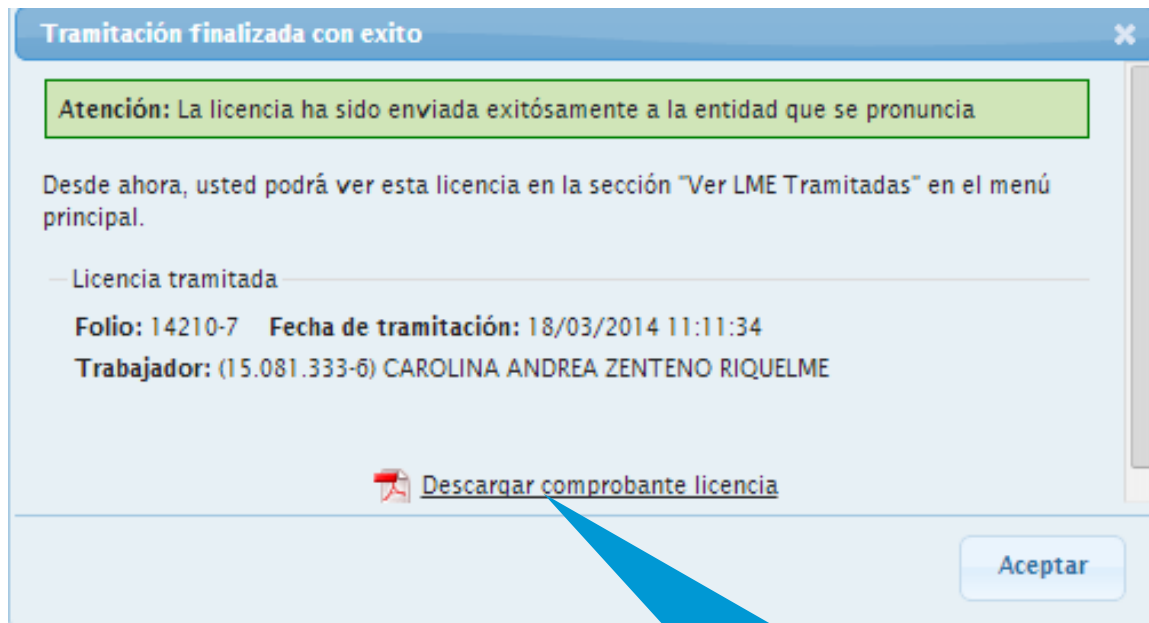 Tramitación finalizada con exito
Atención: La licencia ha sido enviada exitósamente a la entidad que se pronuncia
Desde ahora, usted podrá ver esta licencia en la sección "Ver LME Tramitadas" en el menú
principal.
Licencia tramitada
Folio: 14210-7 Fecha de tramitación: 18/03/2014 11:11:34
Trabajador: (15.081.333-6) CAROLINA ANDREA ZENTENO RIQUELME
Descargar comprobante licencia
Aceptar